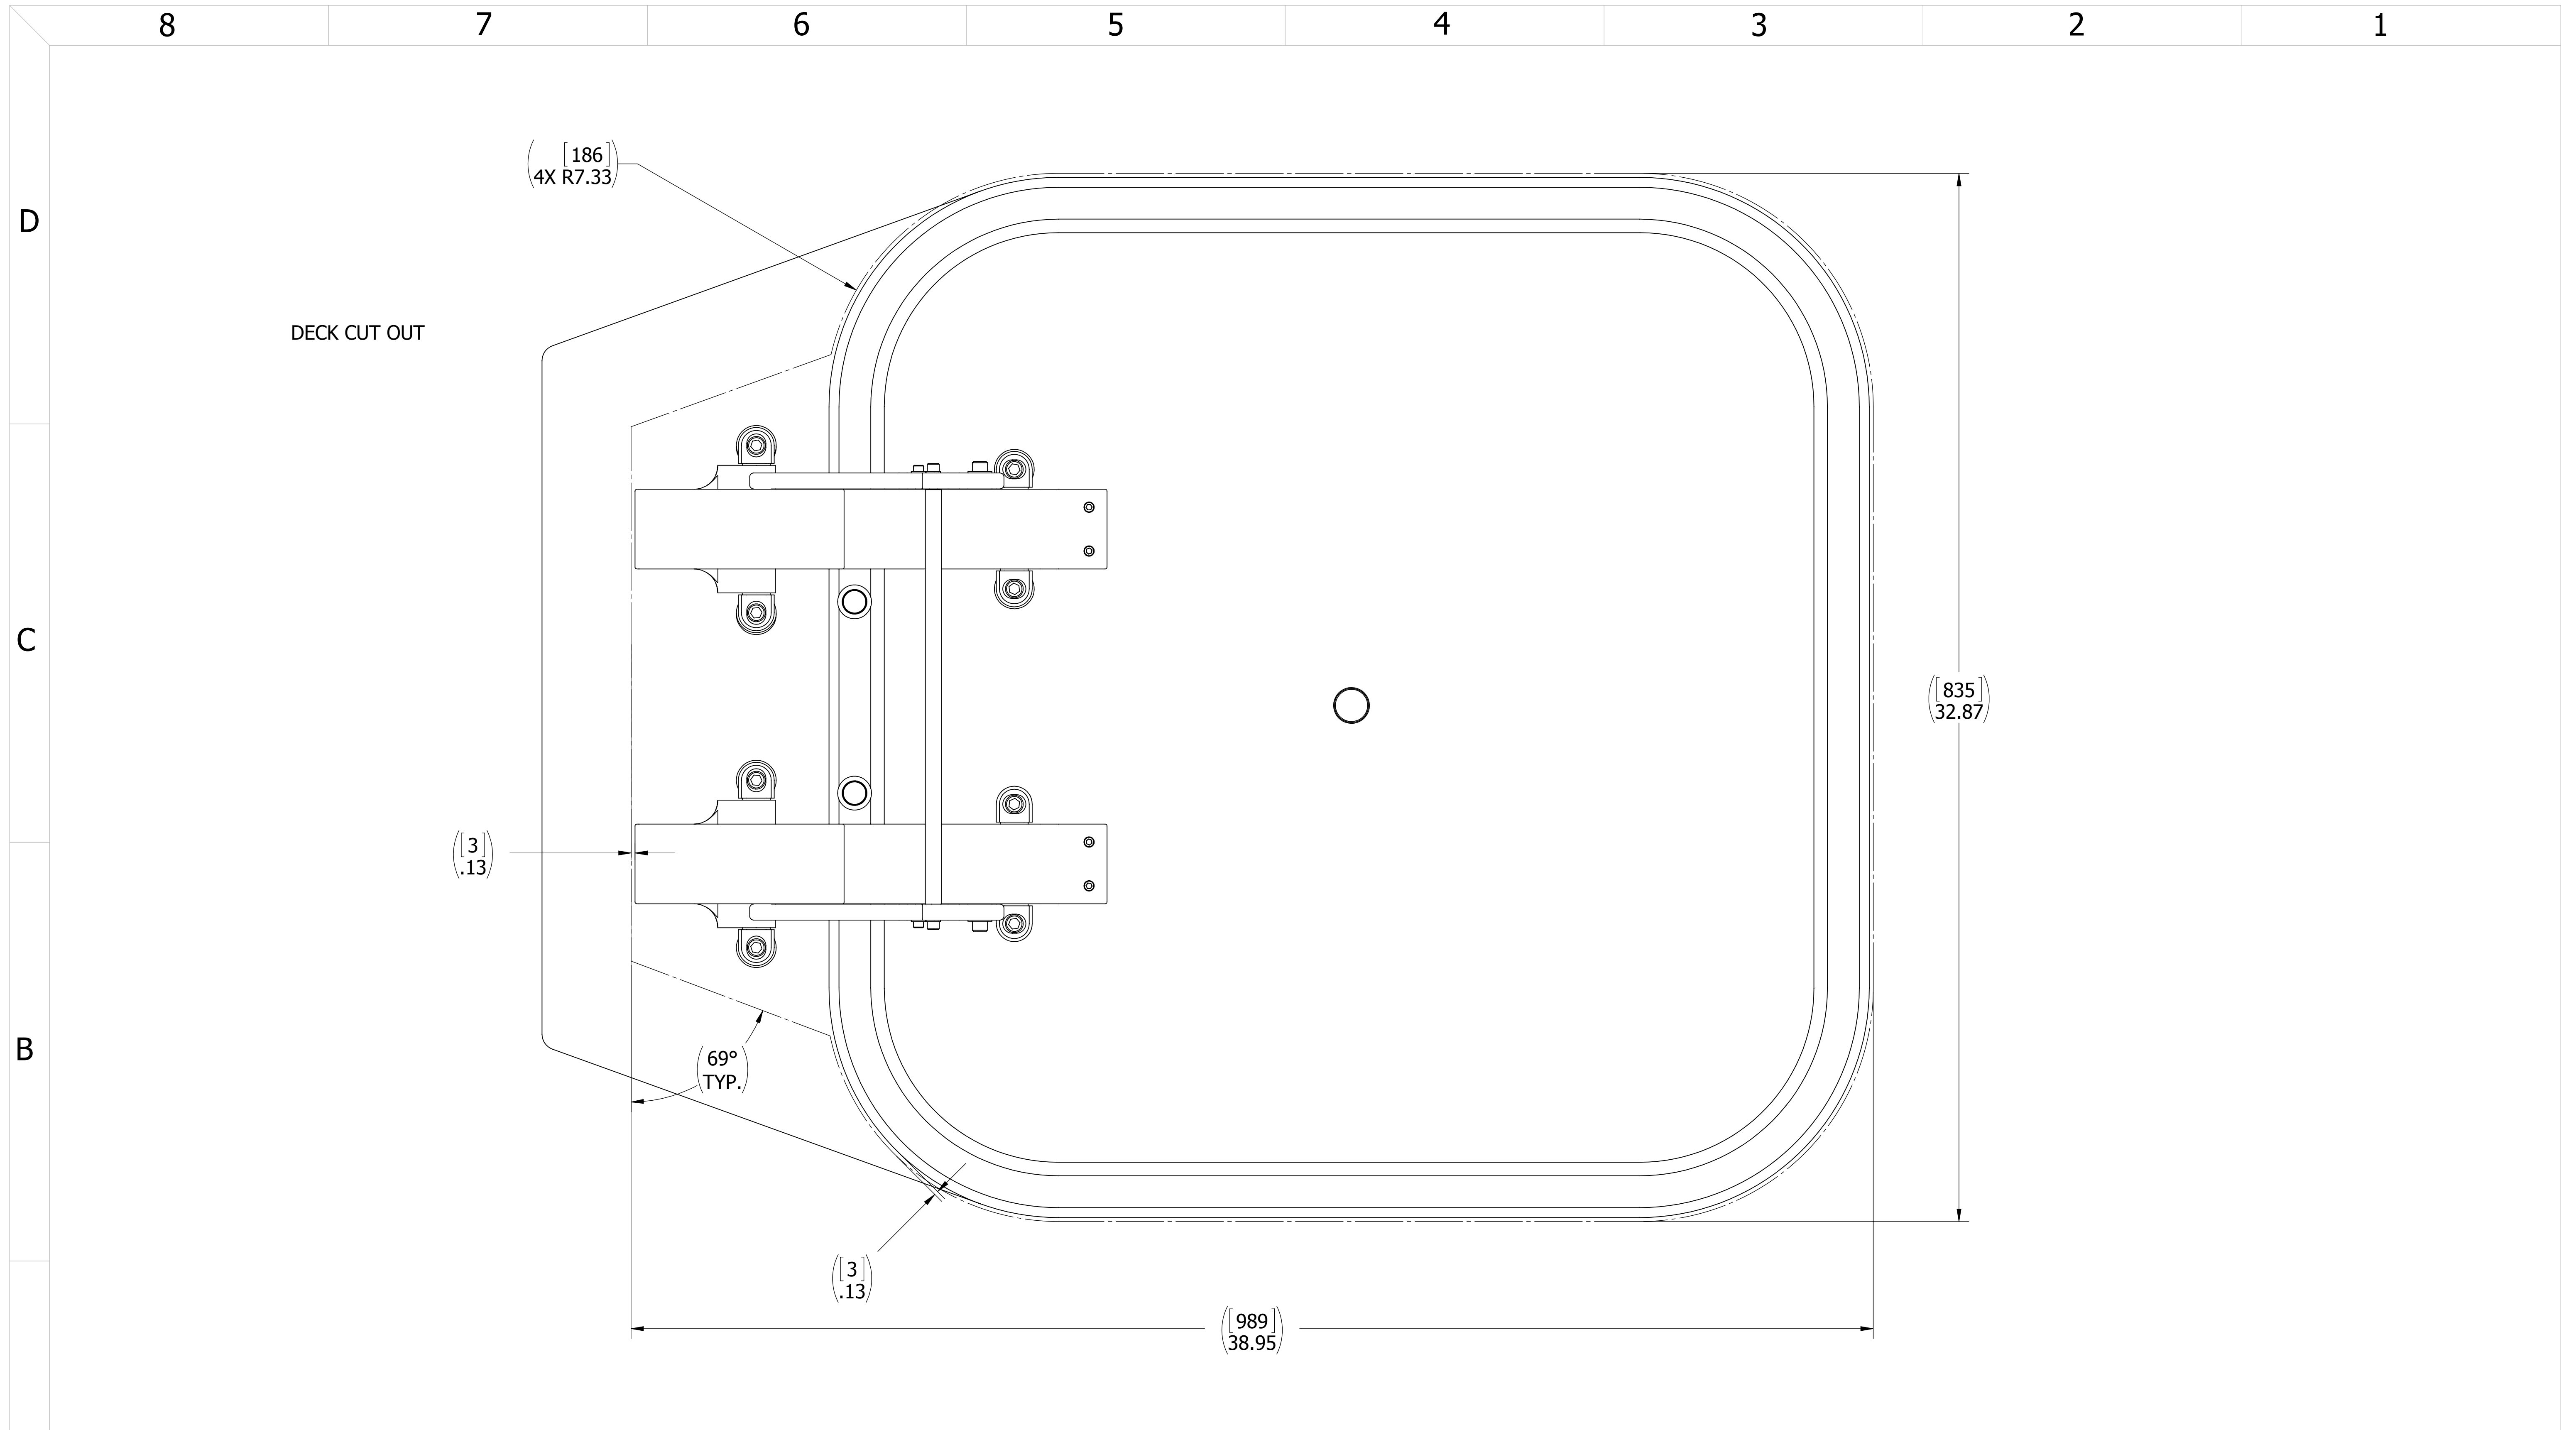 8 7 6 5 4 3 2 1
([186]
4X R7.33)
D
DECK CUT OUT
C
([835]
32.87)
([3]
.13)
B
(69°
TYP.)
([3]
.13)
([989]
38.95)